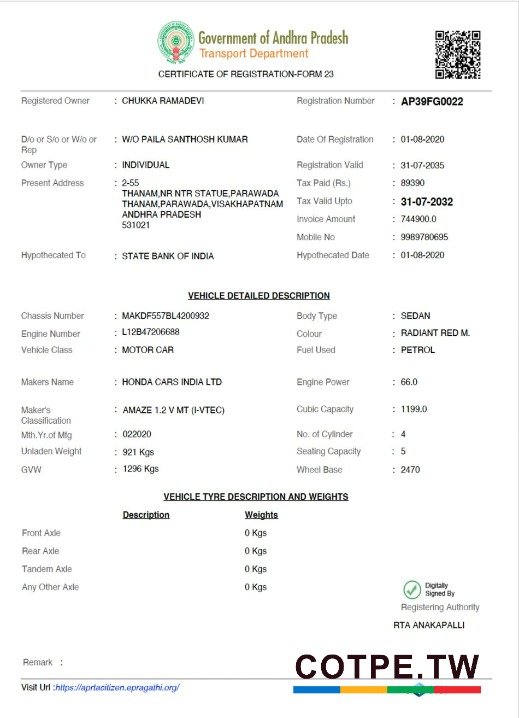 Government of Andhra Pradesh
Transport Department
CERTIFICATE OF REGISTRATION-FORM 23
Registered Owner : CHUKKA RAMADEVI Registration Number : AP39FG0022
D/o or S/o or W/o or Rep : W/O PAILA SANTHOSH KUMAR Date Of Registration : 01-08-2020
Owner Type : INDIVIDUAL Registration Valid : 31-07-2035
Present Address : 2-55 Tax Paid (Rs.) : 89390
THANAM,NR NTR STATUE,PARAWADA
THANAM,PARAWADA,VISAKHAPATNAM Tax Valid Upto : 31-07-2032
ANDHRA PRADESH Invoice Amount : 744900.0
531021
Mobile No : 9989780695
Hypothecated To : STATE BANK OF INDIA Hypothecated Date : 01-08-2020
VEHICLE DETAILED DESCRIPTION
Chassis Number : MAKDF557BL4200932 Body Type : SEDAN
Engine Number : L12B47206688 Colour : RADIANT RED M.
Vehicle Class : MOTOR CAR Fuel Used : PETROL
Makers Name : HONDA CARS INDIA LTD Engine Power : 66.0
Maker's Classification : AMAZE 1.2 V MT (I-VTEC) Cubic Capacity : 1199.0
Mth.Yr.of Mfg : 022020 No. of Cylinder : 4
Unladen Weight : 921 Kgs Seating Capacity : 5
GVW : 1296 Kgs Wheel Base : 2470
VEHICLE TYRE DESCRIPTION AND WEIGHTS
Description Weights
Front Axle 0 Kgs
Rear Axle 0 Kgs
Tandem Axle 0 Kgs
Any Other Axle 0 Kgs
Digitally
Signed By
Registering Authority
RTA ANAKAPALLI
Remark :
COTPE.TW
Visit Url :https://aprtacitizen.epragathi.org/